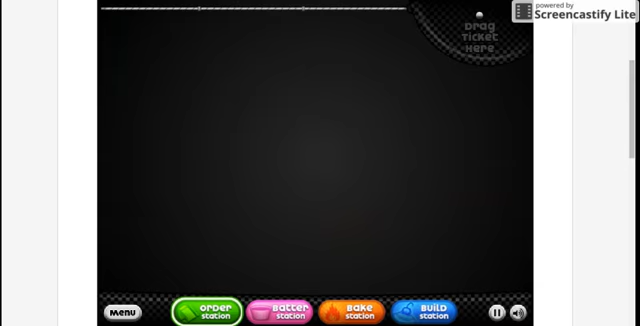 powered by
Screencastify Lite
Drag
Ticket
Here
menu
Order
station
Batter
station
Bake
station
Build
station